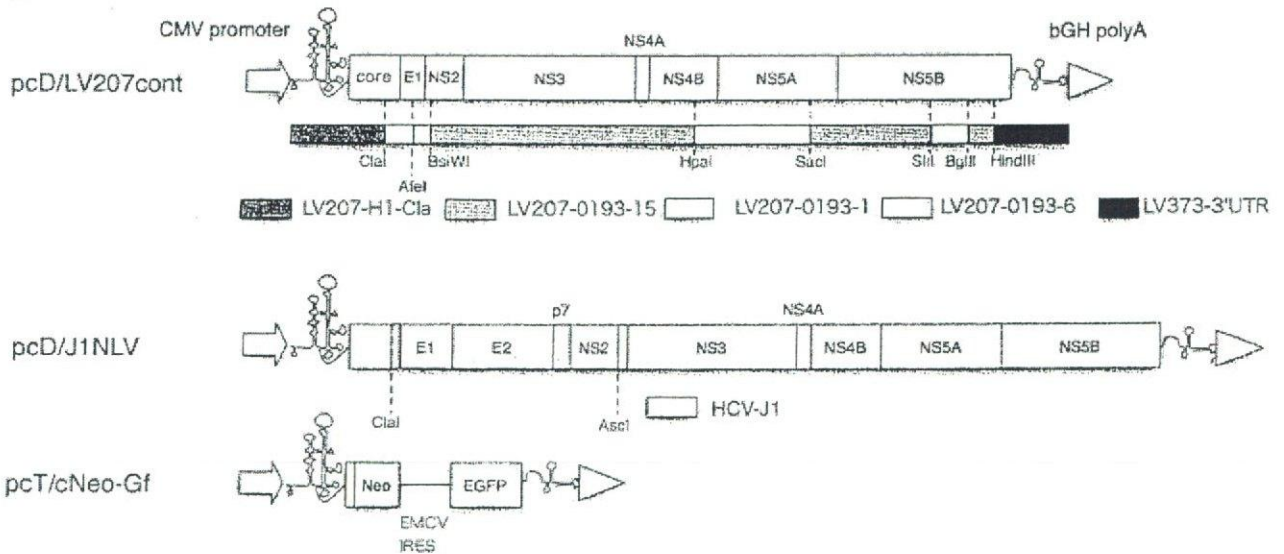 CMV promoter
NS4A
bGH polyA
pcD/LV207cont
core E1 NS2 NS3 NS4B NS5A NS5B
ClaI BsiWI HpaI SacI SfiI BglII HindIII
AfeI
LV207-H1-Cla LV207-0193-15 LV207-0193-1 LV207-0193-6 LV373-3'UTR
p7 NS4A
pcD/J1NLV
E1 E2 NS2 NS3 NS4B NS5A NS5B
ClaI AscI HCV-J1
pcT/cNeo-Gf
Neo EGFP
EMCV
IRES